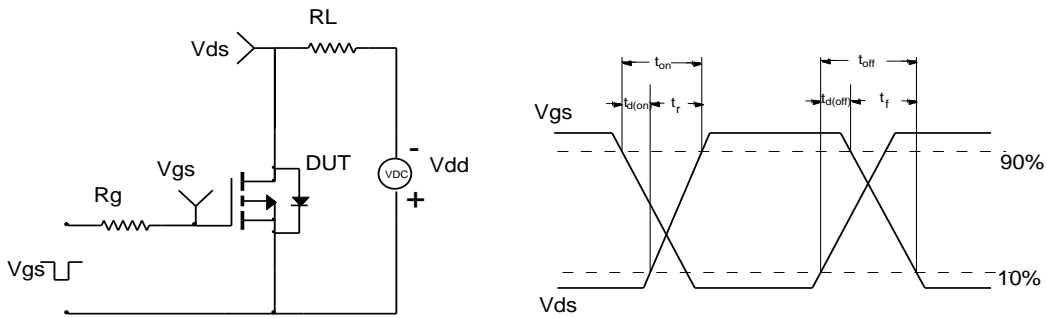 RL
Vds
Vgs
DUT
-
VDC
Vdd
+
Rg
Vgs
ton
toff
td(on)
tr
td(off)
tf
Vgs
90%
10%
Vds